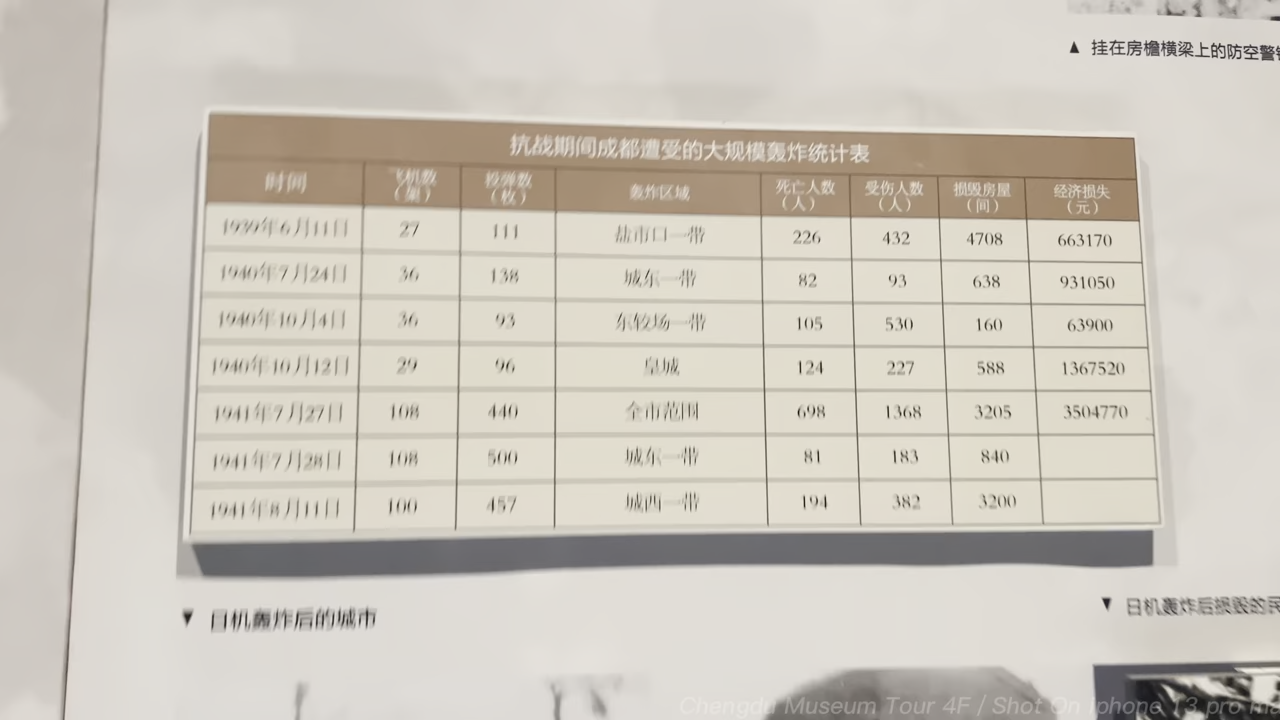 ▲ 挂在房檐横梁上的防空警
抗战期间成都遭受的大规模轰炸统计表
时间 飞机数（架） 投弹数（枚） 轰炸区域 死亡人数（人） 受伤人数（人） 损毁房屋（间） 经济损失（元）
1939年6月11日 27 111 盐市口一带 226 432 4708 663170
1940年7月24日 36 138 城东一带 82 93 638 931050
1940年10月4日 36 93 东较场一带 105 530 160 63900
1940年10月12日 29 96 皇城 124 227 588 1367520
1941年7月27日 108 440 全市范围 698 1368 3205 3504770
1941年7月28日 108 500 城东一带 81 183 840
1941年8月11日 100 457 城西一带 194 382 3200
▼ 日机轰炸后的城市
▼ 日机轰炸后损毁的民
Chengdu Museum Tour 4F / Shot On Iphone 13 pro ma